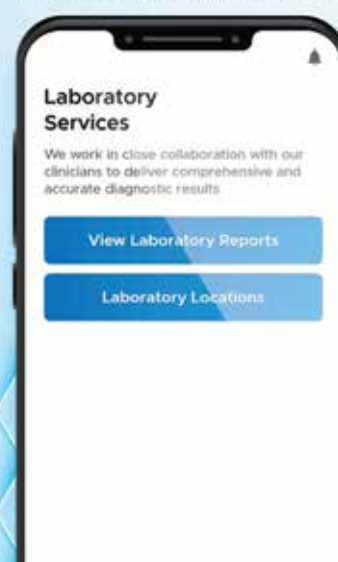 Laboratory
Services
We work in close collaboration with our
clinicians to deliver comprehensive and
accurate diagnostic results
View Laboratory Reports
Laboratory Locations